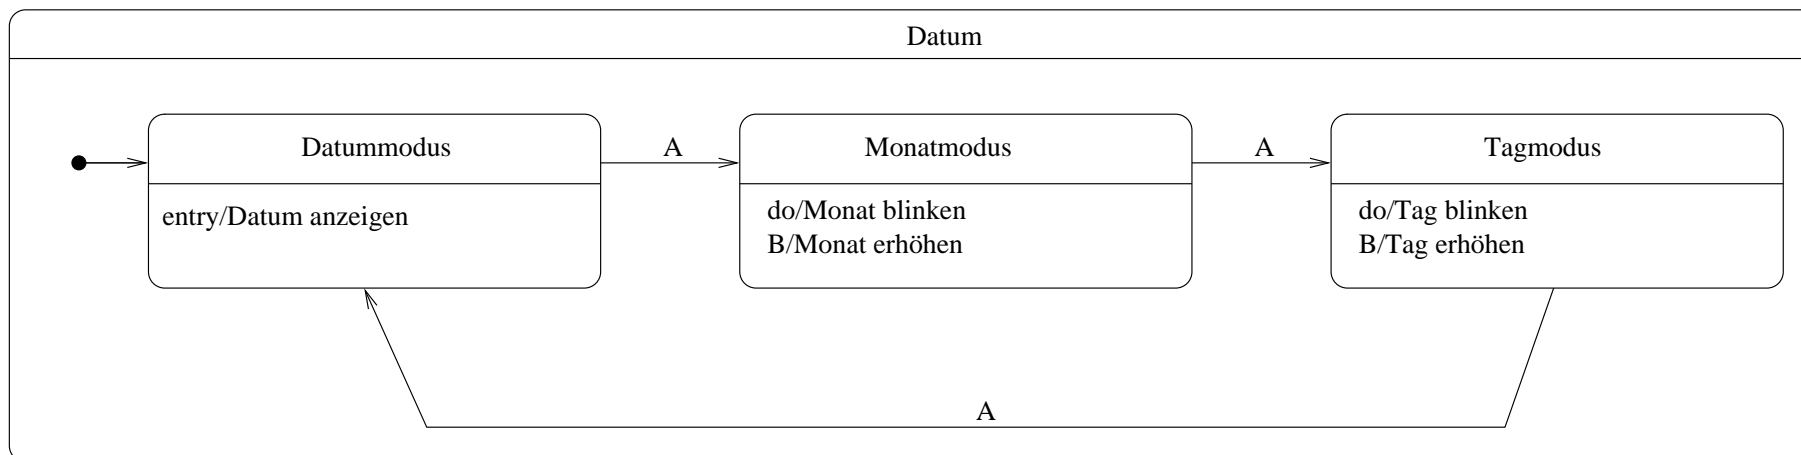 Datum
Datummodus
A
Monatmodus
A
Tagmodus
entry/Datum anzeigen
do/Monat blinken
B/Monat erhöhen
do/Tag blinken
B/Tag erhöhen
A